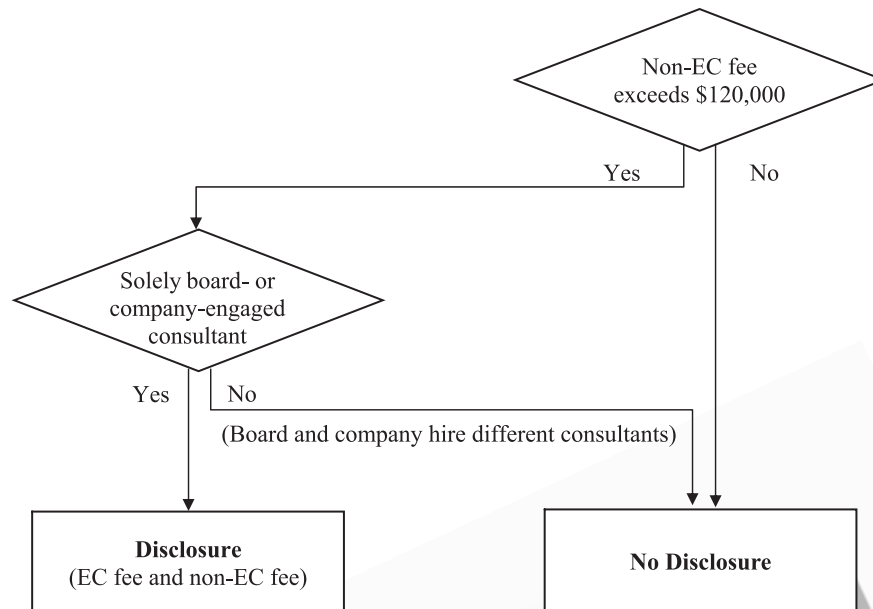 Non-EC fee
exceeds $120,000
Yes
No
Solely board- or
company-engaged
consultant
Yes
No
(Board and company hire different consultants)
Disclosure
(EC fee and non-EC fee)
No Disclosure